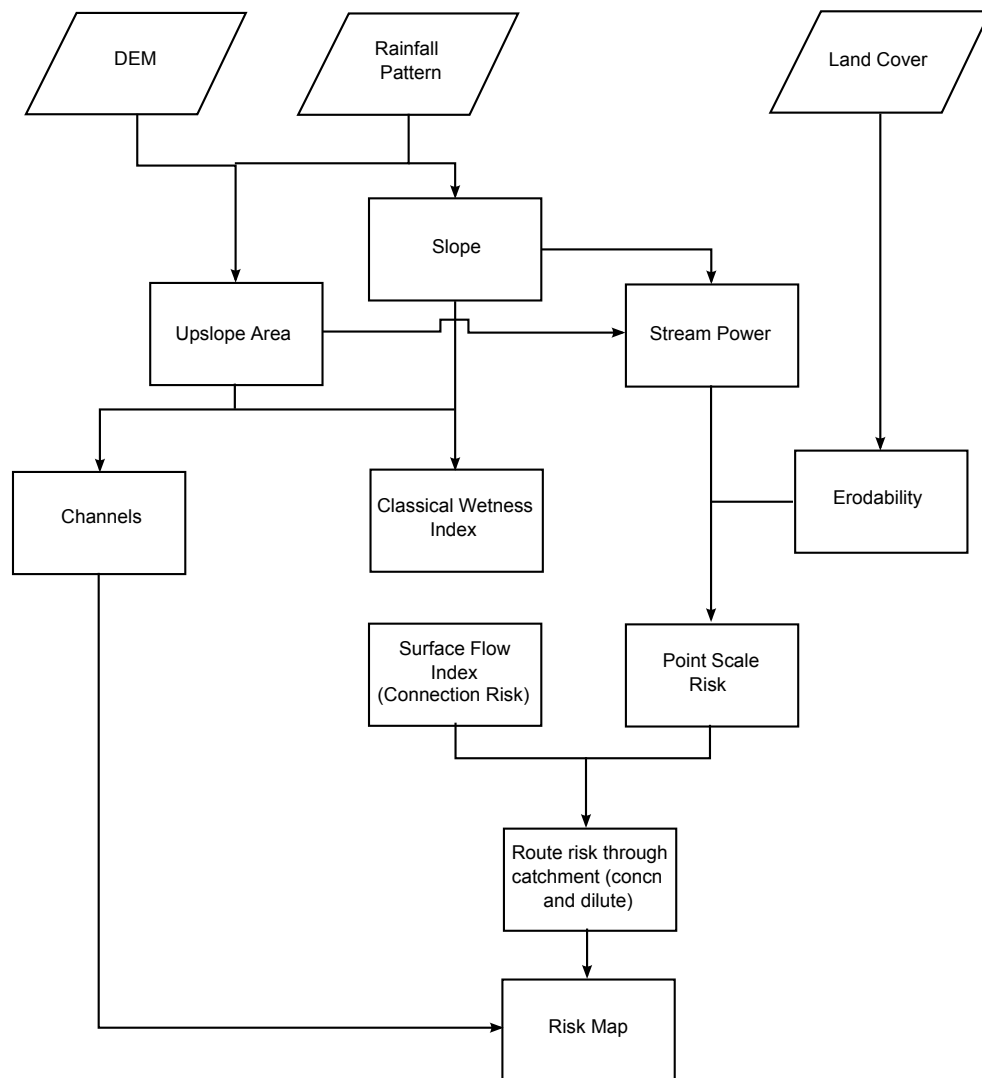 DEM
Rainfall
Pattern
Land Cover
Slope
Upslope Area
Stream Power
Channels
Classical Wetness
Index
Erodability
Surface Flow
Index
(Connection Risk)
Point Scale
Risk
Route risk through
catchment (concn
and dilute)
Risk Map